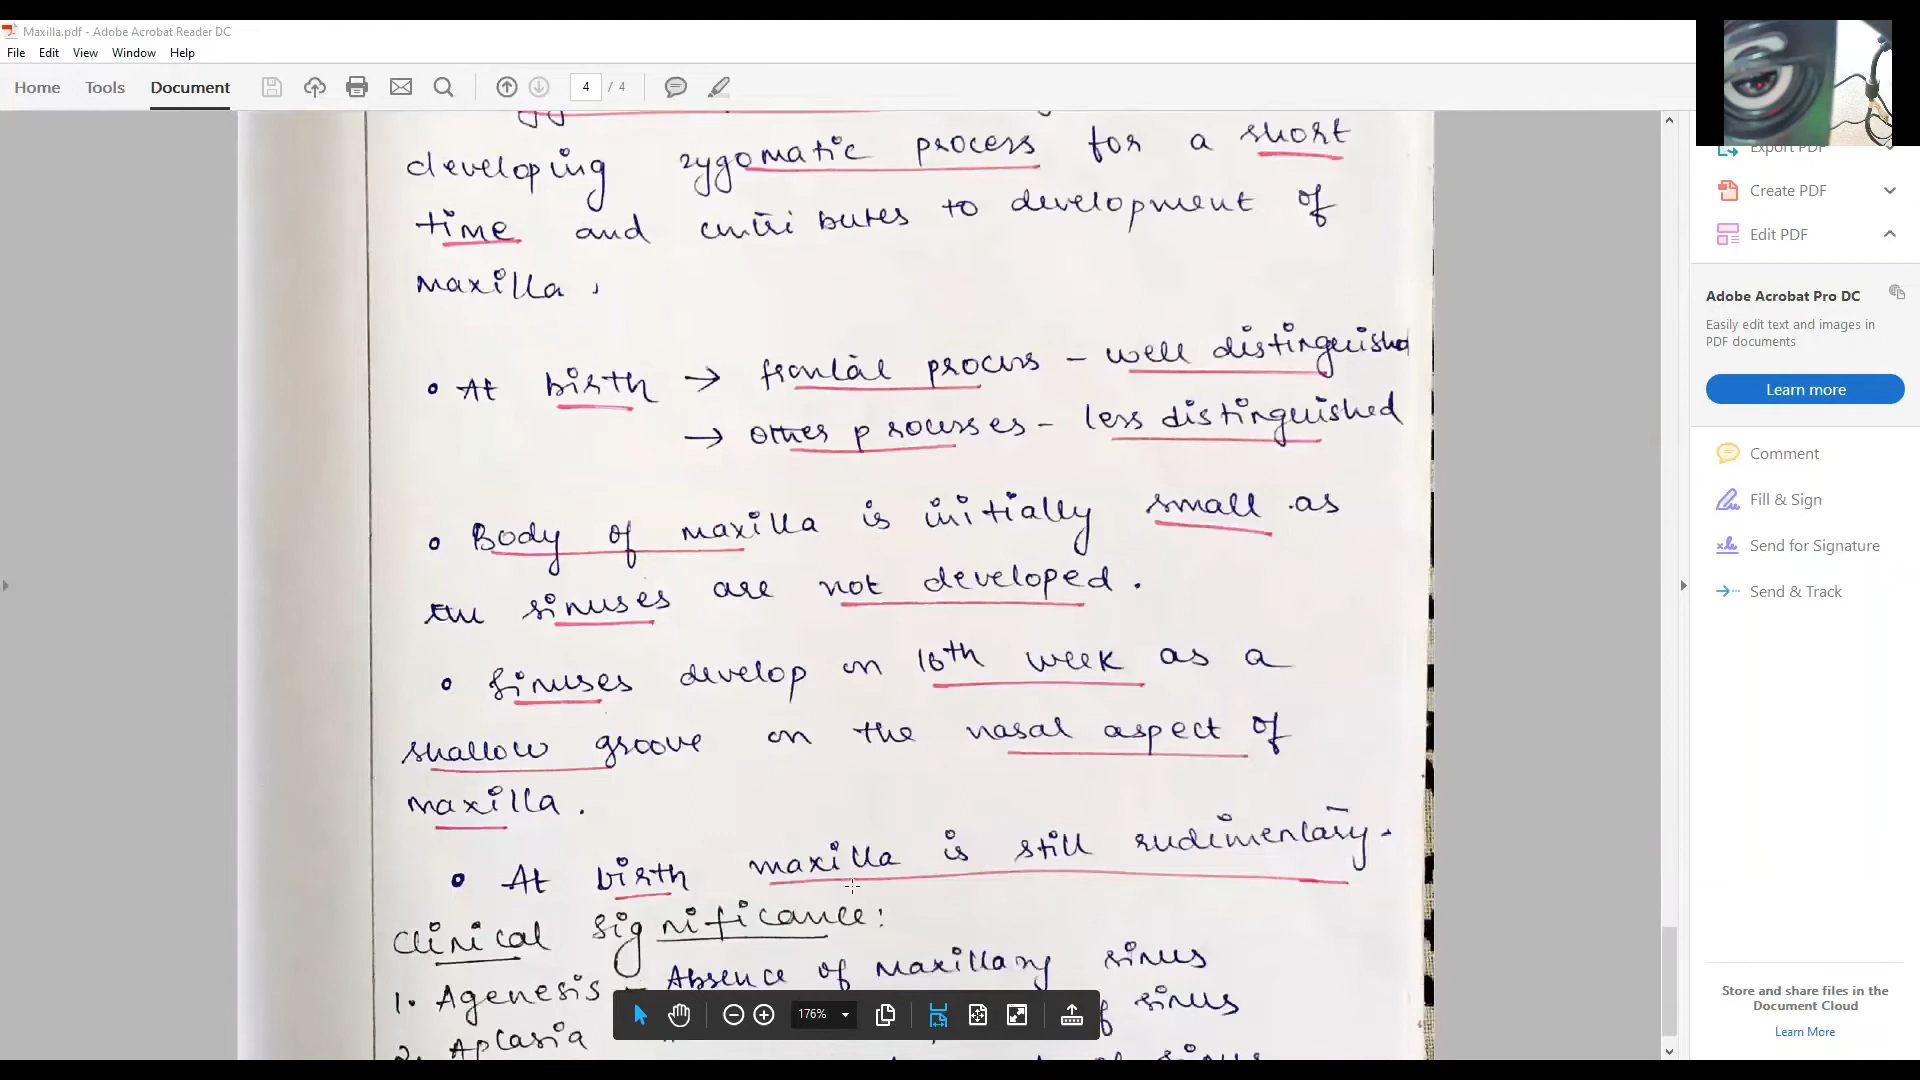 Maxilla.pdf - Adobe Acrobat Reader DC
File Edit View Window Help
Home Tools Document 4 / 4
developing zygomatic process for a short
time and contributes to development of
maxilla.
• At birth → frontal process - well distinguished
→ other processes - less distinguished
• Body of maxilla is initially small as
the sinuses are not developed.
• Sinuses develop on 16th week as a
shallow groove on the nasal aspect of
maxilla.
• At birth maxilla is still rudimentary.
Clinical significance:
1. Agenesis - Absence of maxillary sinus
2. Aplasia
of sinus
of sinus
176%
Export PDF
Create PDF
Edit PDF
Adobe Acrobat Pro DC
Easily edit text and images in
PDF documents
Learn more
Comment
Fill & Sign
Send for Signature
Send & Track
Store and share files in the
Document Cloud
Learn More